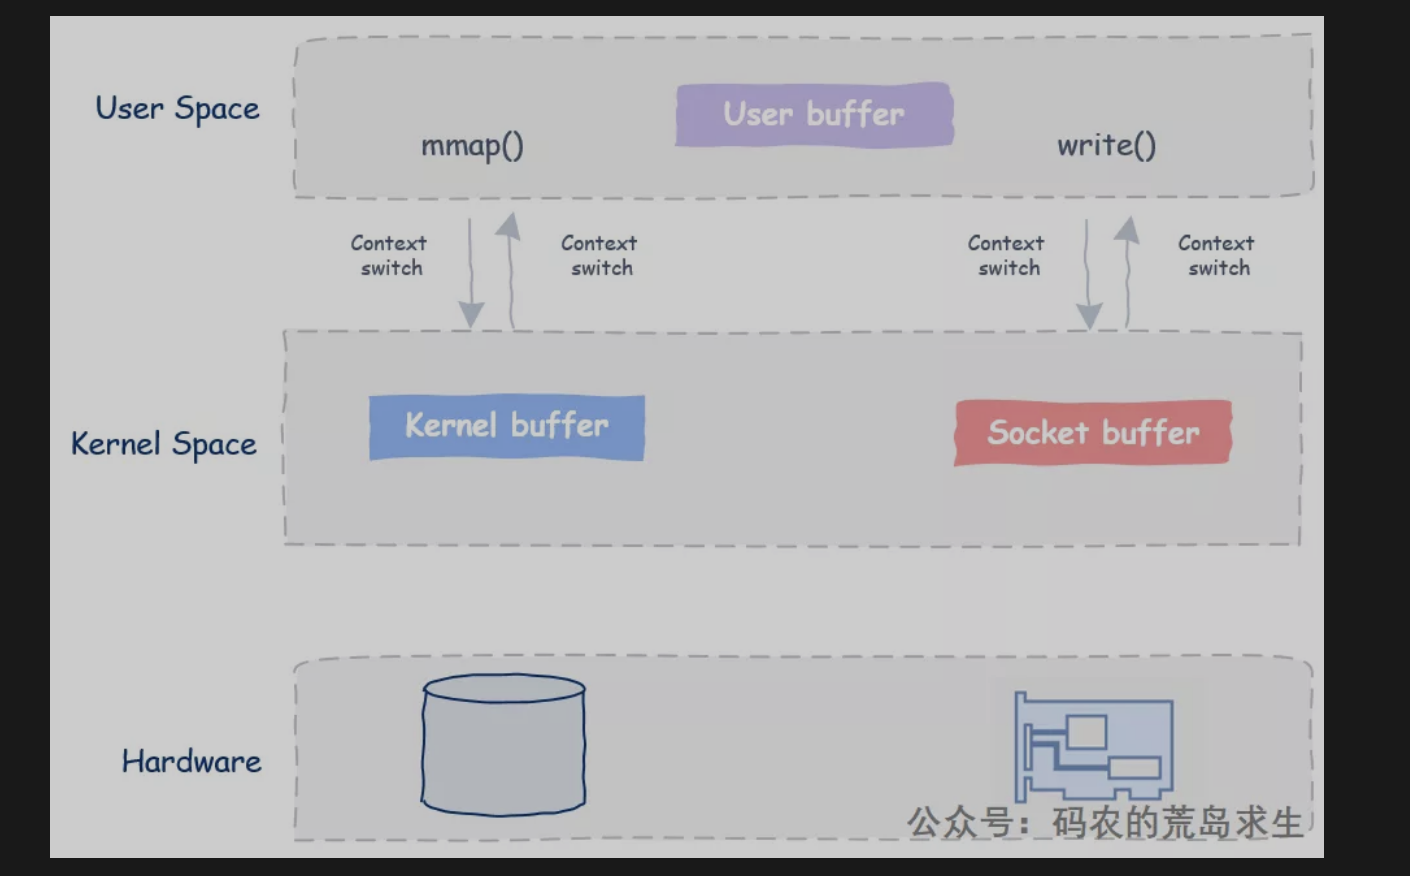 User Space
User buffer
mmap()
write()
Context
switch
Context
switch
Context
switch
Context
switch
Kernel Space
Kernel buffer
Socket buffer
Hardware
公众号：码农的荒岛求生